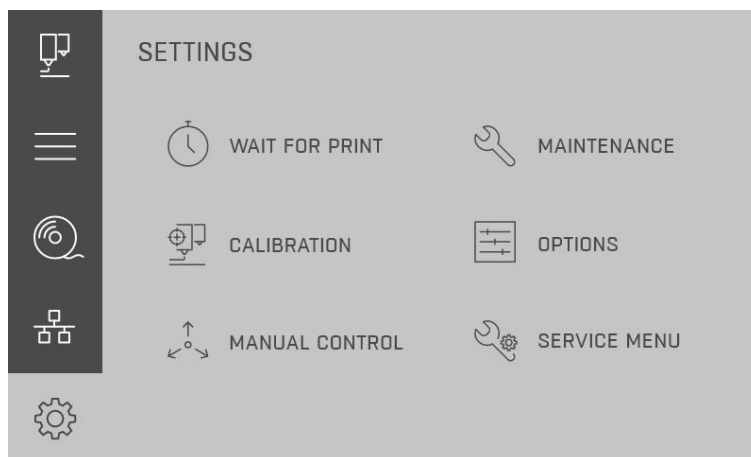 SETTINGS
WAIT FOR PRINT
MAINTENANCE
CALIBRATION
OPTIONS
MANUAL CONTROL
SERVICE MENU